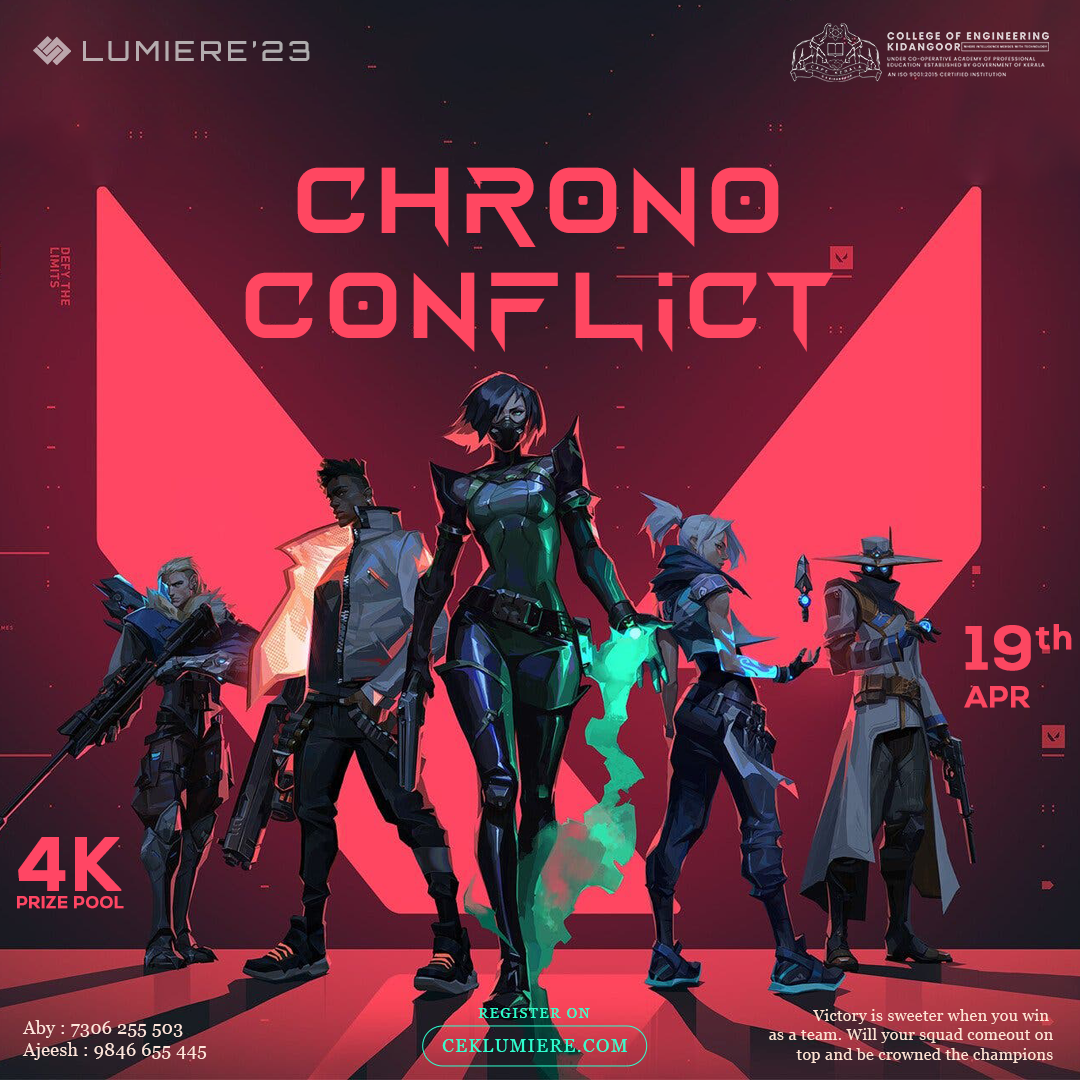 LUMIERE'23
COLLEGE OF ENGINEERING
KIDANGOOR WHERE INTELLIGENCE MERGES WITH TECHNOLOGY
UNDER CO-OPERATIVE ACADEMY OF PROFESSIONAL
EDUCATION ESTABLISHED BY GOVERNMENT OF KERALA
AN ISO 9001:2015 CERTIFIED INSTITUTION
CHRONO
CONFLiCT
DEFY THE
LIMITS
19th
APR
4K
PRIZE POOL
REGISTER ON
CEKLUMIERE.COM
Aby : 7306 255 503
Ajeesh : 9846 655 445
Victory is sweeter when you win
as a team. Will your squad comeout on
top and be crowned the champions